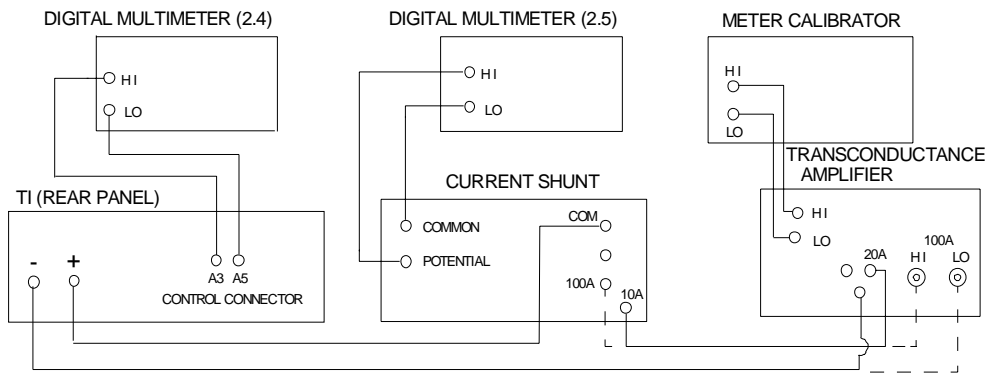 DIGITAL MULTIMETER (2.4)
DIGITAL MULTIMETER (2.5)
METER CALIBRATOR
HI
LO
HI
LO
HI
LO
TRANSCONDUCTANCE
AMPLIFIER
TI (REAR PANEL)
CURRENT SHUNT
- +
A3 A5
CONTROL CONNECTOR
COMMON
POTENTIAL
COM
100A
10A
HI
LO
20A
100A
HI LO